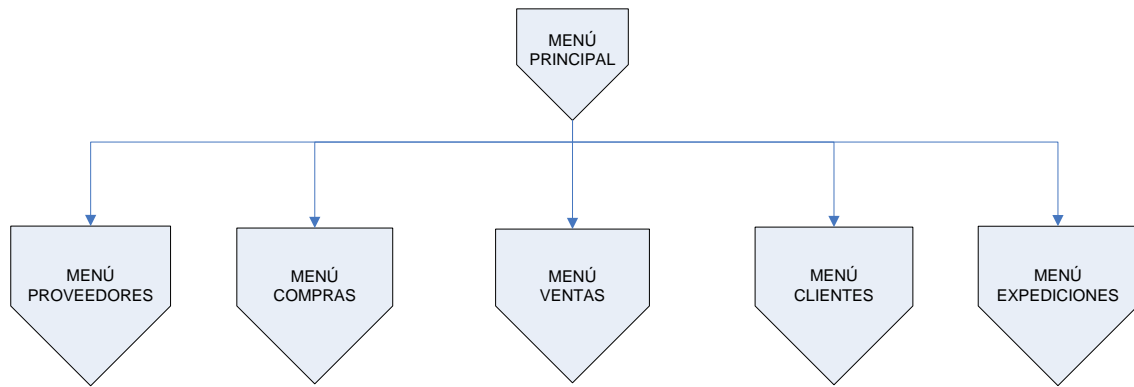 MENÚ
PRINCIPAL
MENÚ
PROVEEDORES
MENÚ
COMPRAS
MENÚ
VENTAS
MENÚ
CLIENTES
MENÚ
EXPEDICIONES